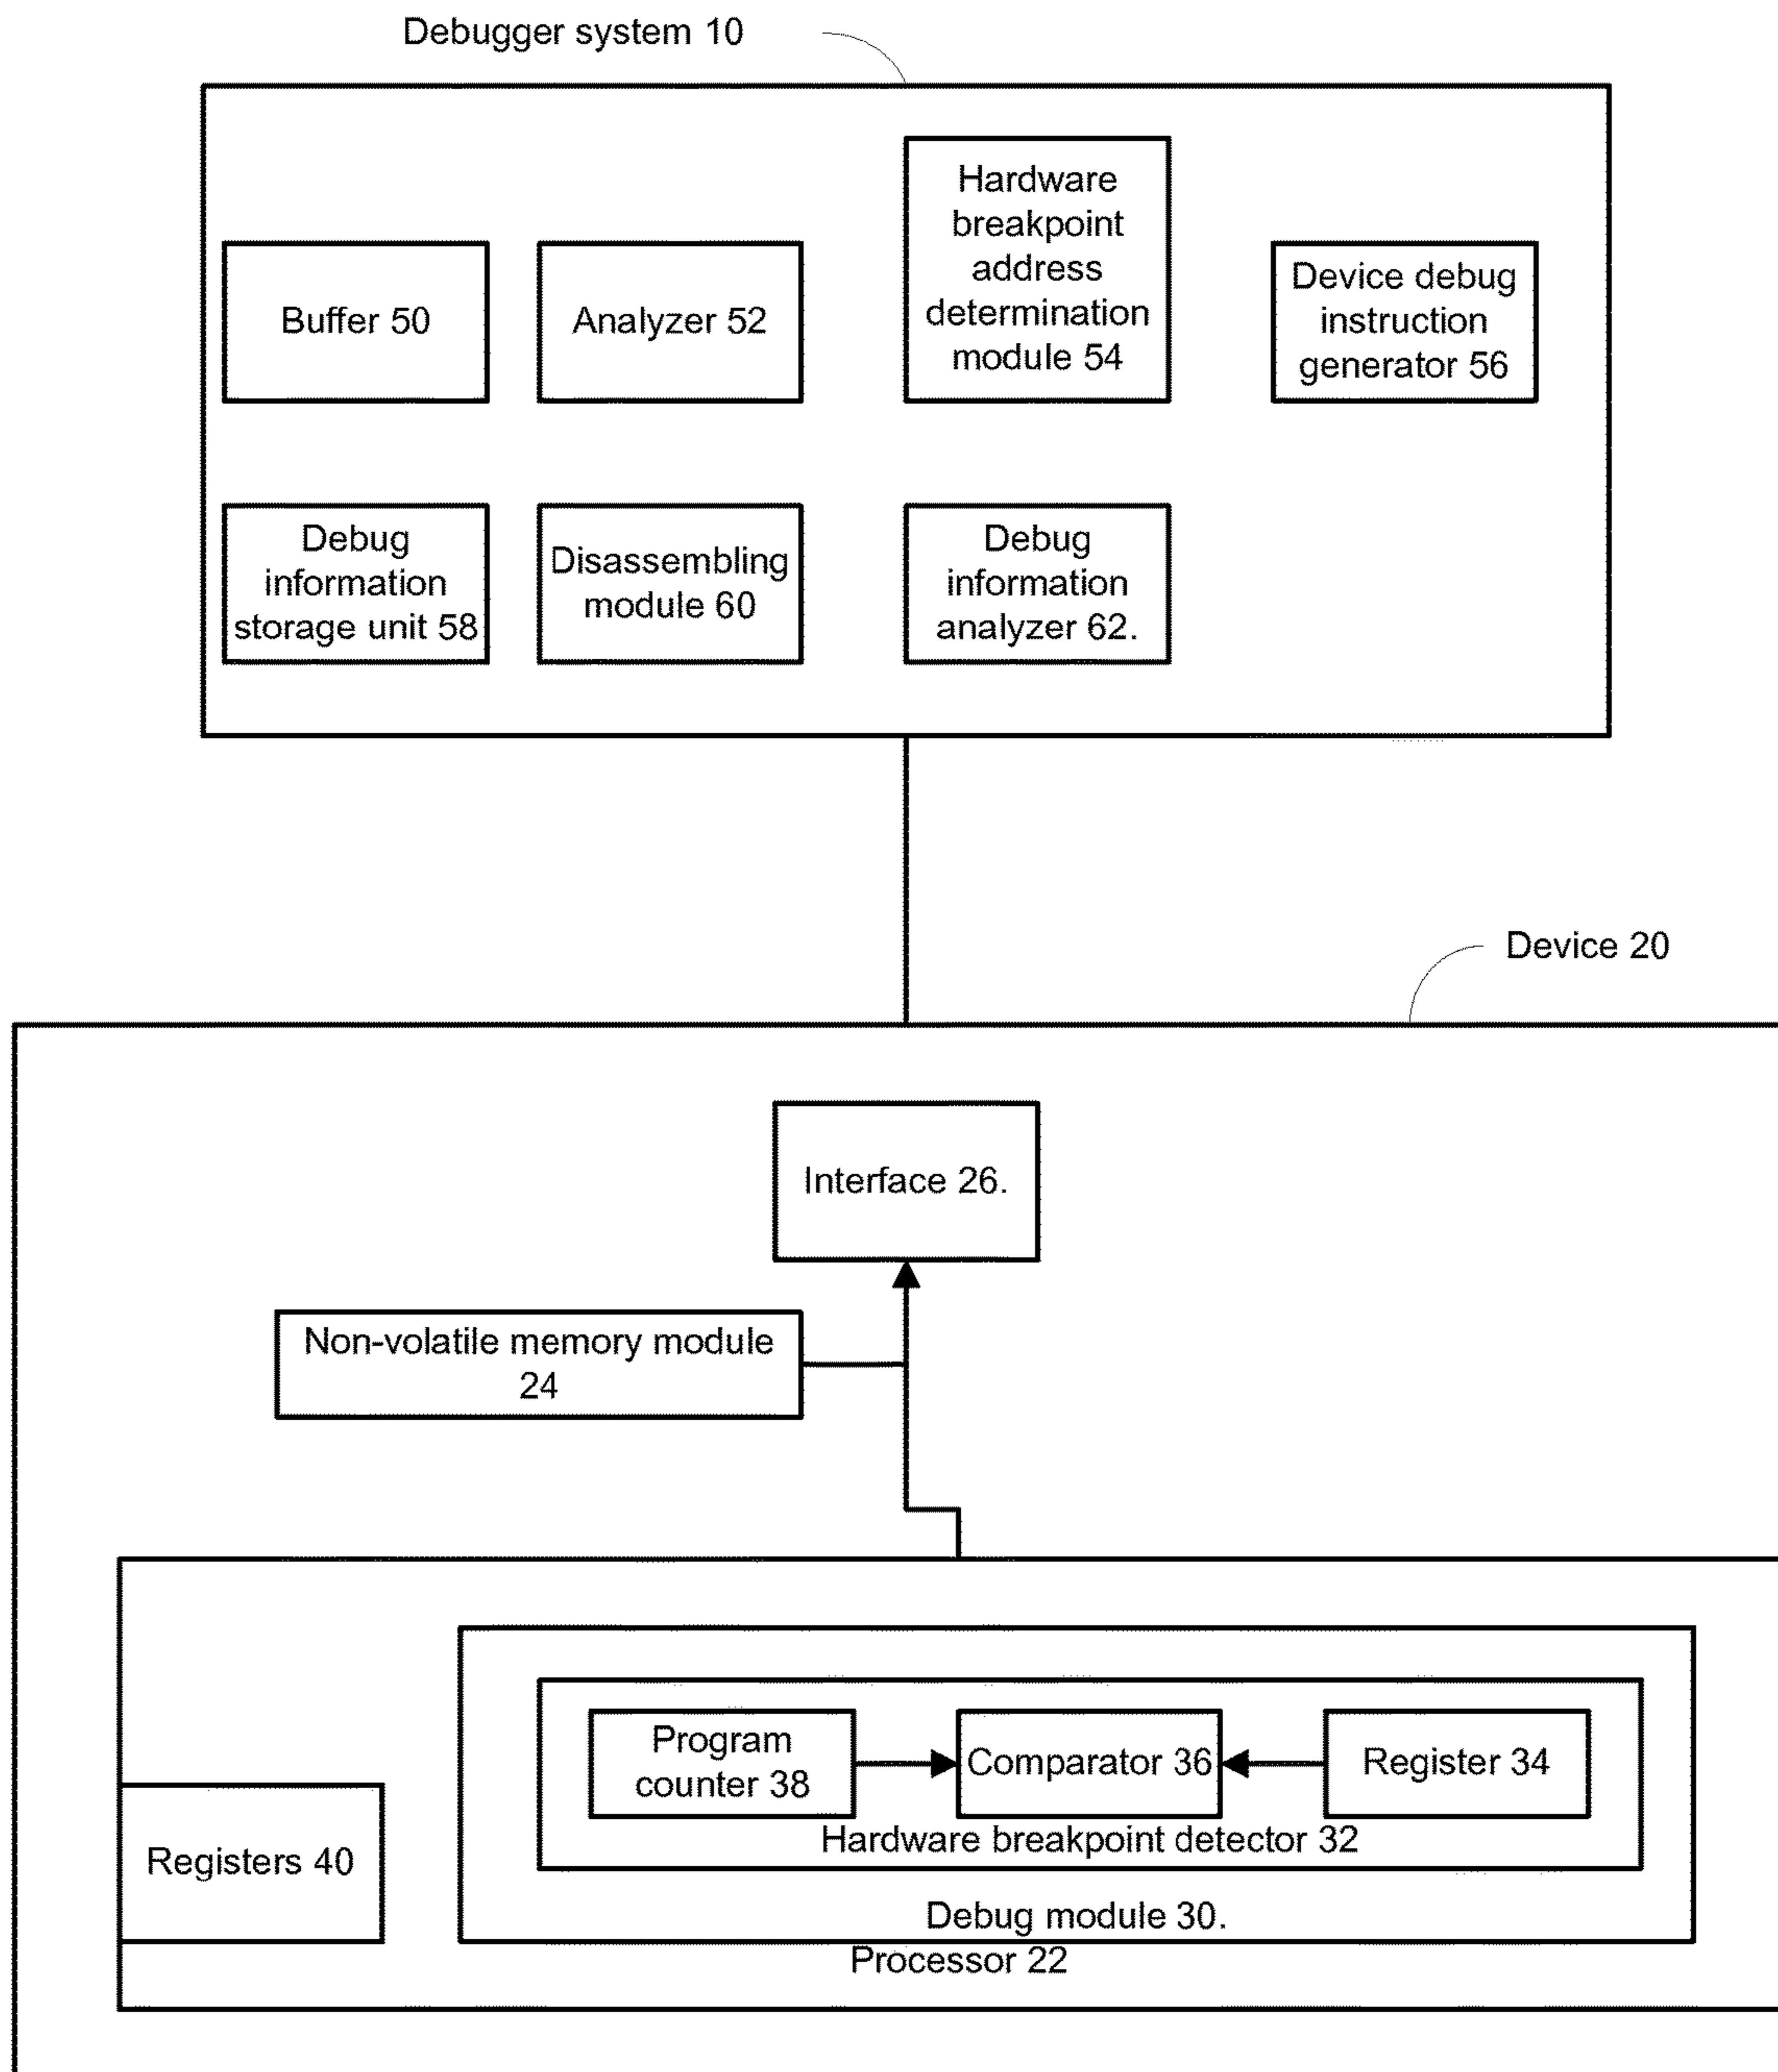 Debugger system 10
Hardware
breakpoint
address
determination
module 54
Buffer 50
Analyzer 52
Device debug
instruction
generator 56
Debug
information
storage unit 58
Disassembling
module 60
Debug
information
analyzer 62.
Device 20
Interface 26.
Non-volatile memory module
24
Program
counter 38
Comparator 36
Register 34
Hardware breakpoint detector 32
Registers 40
Debug module 30.
Processor 22